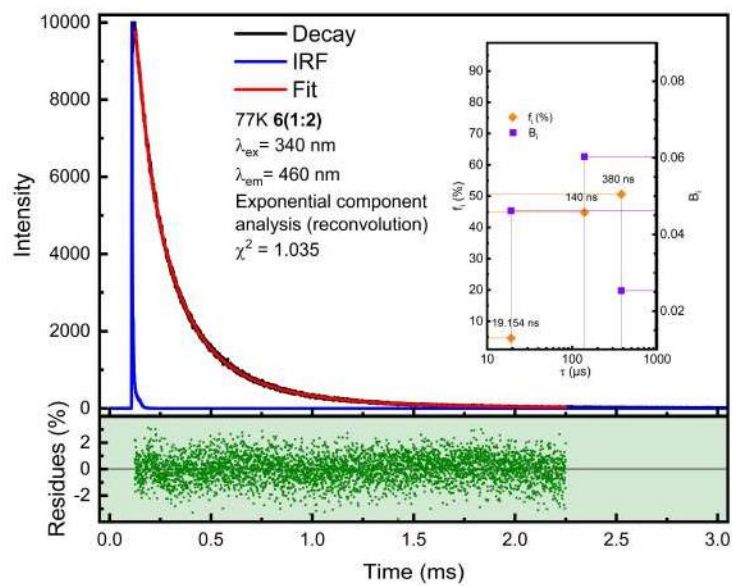 10000
8000
6000
4000
2000
0
Intensity
Decay
IRF
Fit
77K 6(1:2)
λex= 340 nm
λem= 460 nm
Exponential component
analysis (reconvolution)
χ² = 1.035
90
80
70
60
50
40
30
20
10
fi (%)
fi (%)
Bi
380 ns
140 ns
19.154 ns
0.08
0.06
0.04
0.02
Bi
10
100
1000
τ (μs)
2
0
-2
Residues (%)
0.0
0.5
1.0
1.5
2.0
2.5
3.0
Time (ms)